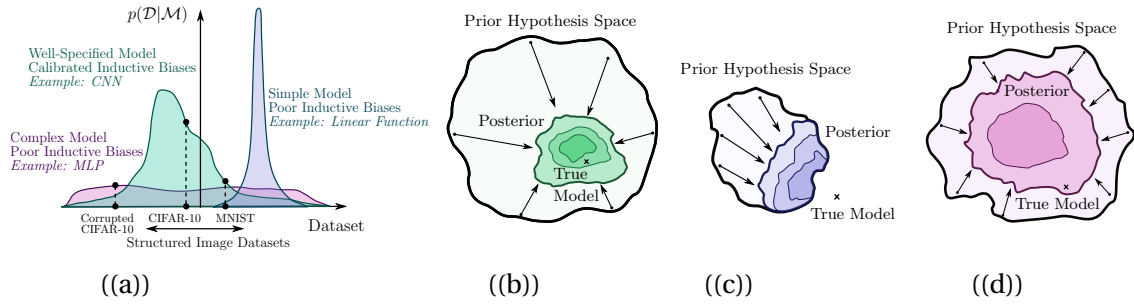 p(𝒟|ℳ)
Well-Specified Model
Calibrated Inductive Biases
Example: CNN
Simple Model
Poor Inductive Biases
Example: Linear Function
Complex Model
Poor Inductive Biases
Example: MLP
Corrupted
CIFAR-10
CIFAR-10
MNIST
Dataset
Structured Image Datasets
((a))
Prior Hypothesis Space
Posterior
True
Model
((b))
Prior Hypothesis Space
Posterior
True Model
((c))
Prior Hypothesis Space
Posterior
True Model
((d))